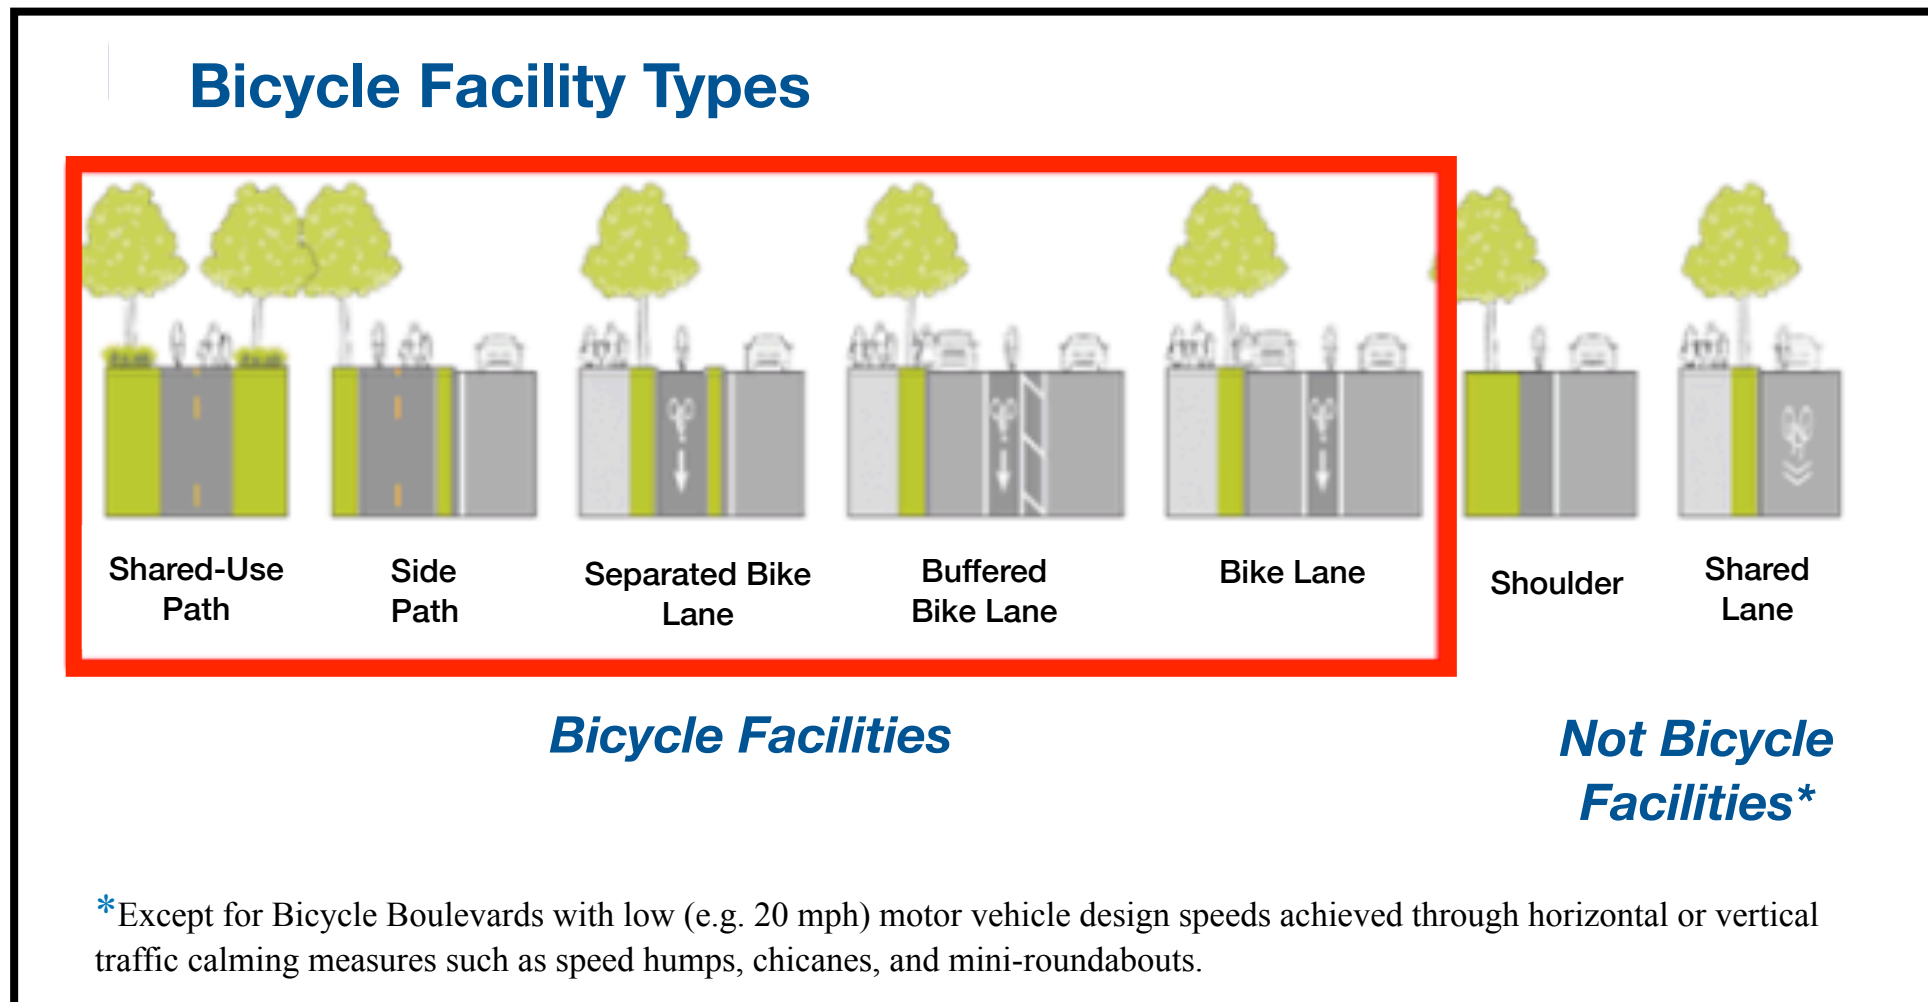 Bicycle Facility Types
Shared-Use
Path
Side
Path
Separated Bike
Lane
Buffered
Bike Lane
Bike Lane
Shoulder
Shared
Lane
Bicycle Facilities
Not Bicycle
Facilities*
*Except for Bicycle Boulevards with low (e.g. 20 mph) motor vehicle design speeds achieved through horizontal or vertical
traffic calming measures such as speed humps, chicanes, and mini-roundabouts.